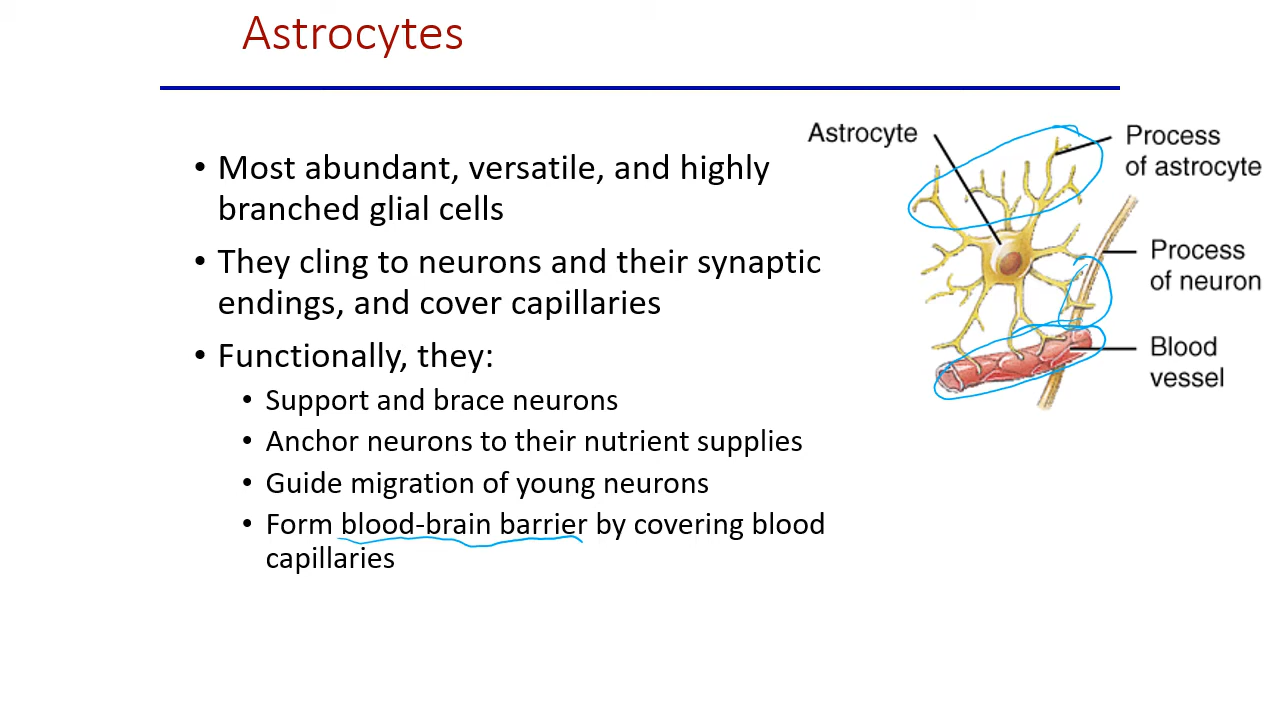 Astrocytes
• Most abundant, versatile, and highly
branched glial cells
• They cling to neurons and their synaptic
endings, and cover capillaries
• Functionally, they:
• Support and brace neurons
• Anchor neurons to their nutrient supplies
• Guide migration of young neurons
• Form blood-brain barrier by covering blood
capillaries
Astrocyte
Process
of astrocyte
Process
of neuron
Blood
vessel